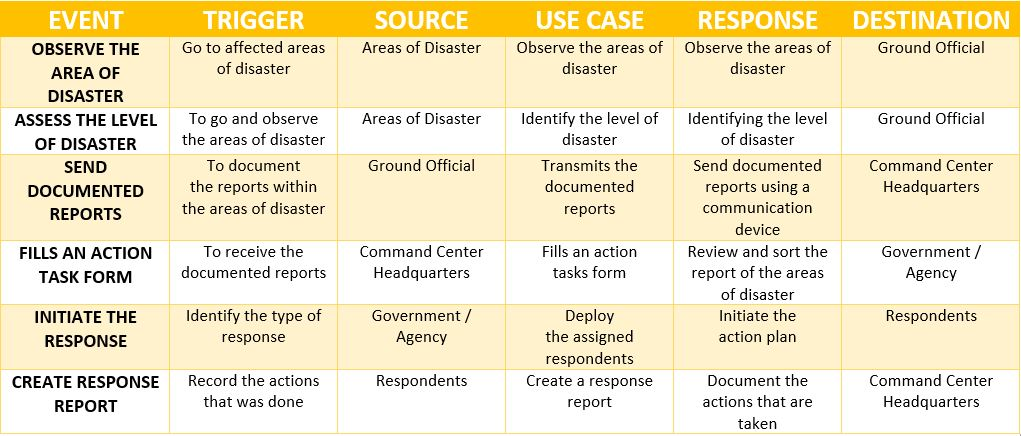 EVENT TRIGGER SOURCE USE CASE RESPONSE DESTINATION
OBSERVE THE AREA OF DISASTER
Go to affected areas of disaster
Areas of Disaster
Observe the areas of disaster
Observe the areas of disaster
Ground Official
ASSESS THE LEVEL OF DISASTER
To go and observe the areas of disaster
Areas of Disaster
Identify the level of disaster
Identifying the level of disaster
Ground Official
SEND DOCUMENTED REPORTS
To document the reports within the areas of disaster
Ground Official
Transmits the documented reports
Send documented reports using a communication device
Command Center Headquarters
FILLS AN ACTION TASK FORM
To receive the documented reports
Command Center Headquarters
Fills an action tasks form
Review and sort the report of the areas of disaster
Government / Agency
INITIATE THE RESPONSE
Identify the type of response
Government / Agency
Deploy the assigned respondents
Initiate the action plan
Respondents
CREATE RESPONSE REPORT
Record the actions that was done
Respondents
Create a response report
Document the actions that are taken
Command Center Headquarters